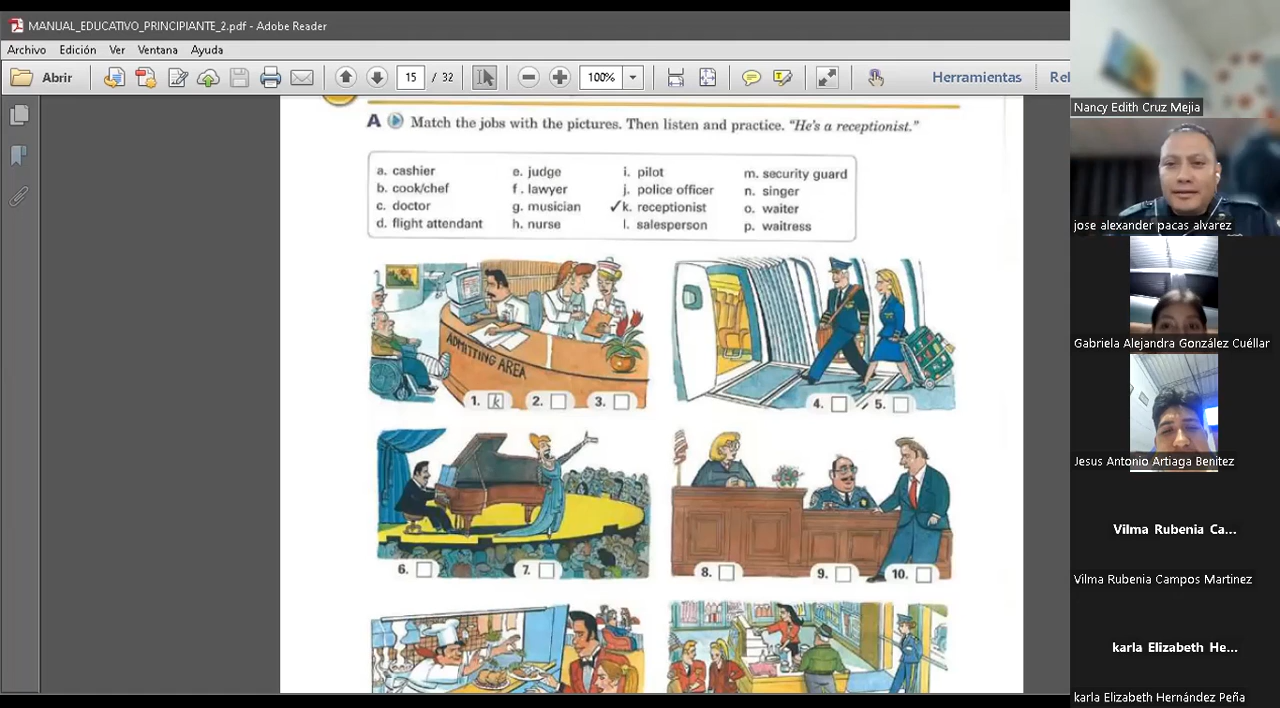 MANUAL_EDUCATIVO_PRINCIPIANTE_2.pdf - Adobe Reader
Archivo Edición Ver Ventana Ayuda
Abrir 15 / 32 100% Herramientas Rel
A Match the jobs with the pictures. Then listen and practice. "He's a receptionist."
a. cashier e. judge i. pilot m. security guard
b. cook/chef f. lawyer j. police officer n. singer
c. doctor g. musician ✓k. receptionist o. waiter
d. flight attendant h. nurse l. salesperson p. waitress
ADMITTING AREA
1. k 2. 3. 4. 5.
6. 7. 8. 9. 10.
Nancy Edith Cruz Mejia
jose alexander pacas alvarez
Gabriela Alejandra González Cuéllar
Jesus Antonio Artiaga Benitez
Vilma Rubenia Ca...
Vilma Rubenia Campos Martinez
karla Elizabeth He...
karla Elizabeth Hernández Peña